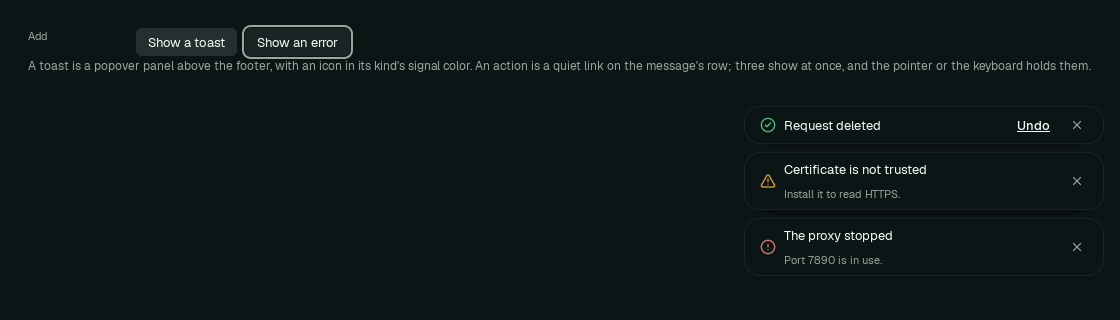 Add
Show a toast
Show an error
A toast is a popover panel above the footer, with an icon in its kind's signal color. An action is a quiet link on the message's row; three show at once, and the pointer or the keyboard holds them.
Request deleted
Undo
Certificate is not trusted
Install it to read HTTPS.
The proxy stopped
Port 7890 is in use.